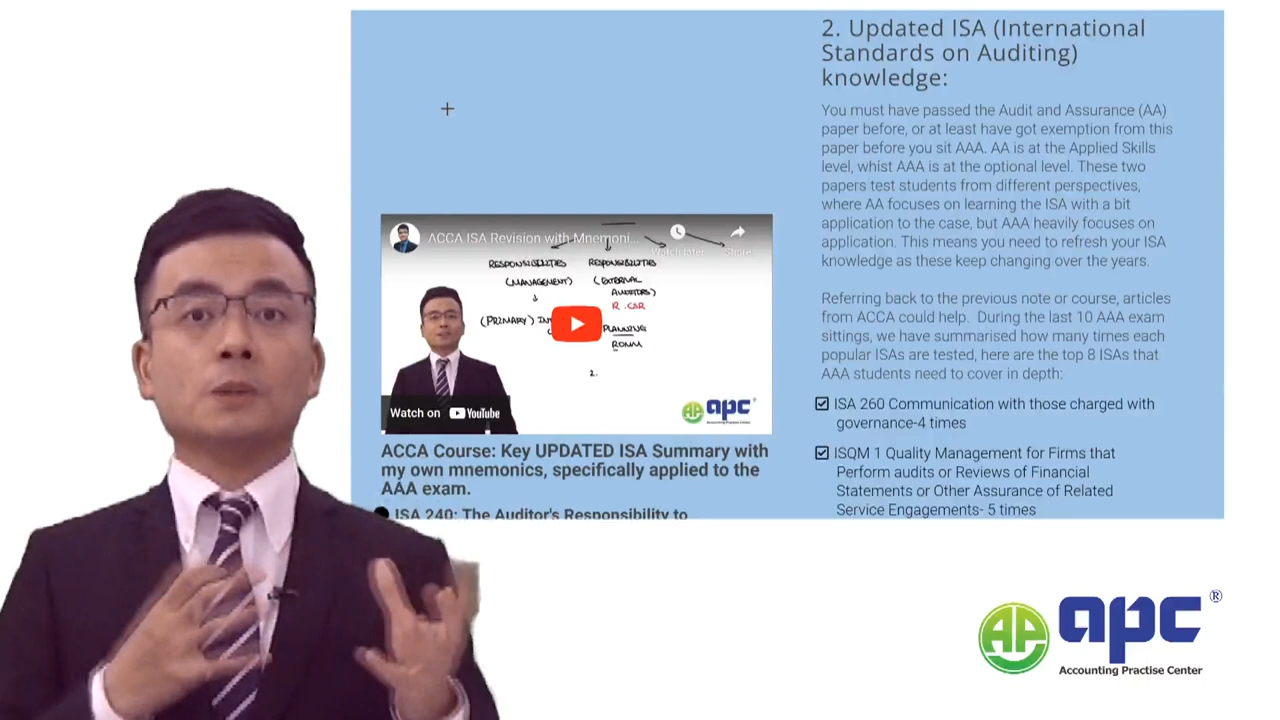 2. Updated ISA (International
Standards on Auditing)
knowledge:
You must have passed the Audit and Assurance (AA)
paper before, or at least have got exemption from this
paper before you sit AAA. AA is at the Applied Skills
level, whist AAA is at the optional level. These two
papers test students from different perspectives,
where AA focuses on learning the ISA with a bit
application to the case, but AAA heavily focuses on
application. This means you need to refresh your ISA
knowledge as these keep changing over the years.
Referring back to the previous note or course, articles
from ACCA could help. During the last 10 AAA exam
sittings, we have summarised how many times each
popular ISAs are tested, here are the top 8 ISAs that
AAA students need to cover in depth:
ISA 260 Communication with those charged with
governance-4 times
ISQM 1 Quality Management for Firms that
Perform audits or Reviews of Financial
Statements or Other Assurance of Related
Service Engagements- 5 times
ACCA ISA Revision with Mnemoni...
Watch later
Share
RESPONSIBILITIES
(MANAGEMENT)
(PRIMARY)
RESPONSIBILITIES
(EXTERNAL
AUDITORS)
R. CSR
PLANNING
ROMM
2.
Watch on YouTube
apc
ACCA Course: Key UPDATED ISA Summary with
my own mnemonics, specifically applied to the
AAA exam.
ISA 240: The Auditor's Responsibility to
AP
apc®
Accounting Practise Center